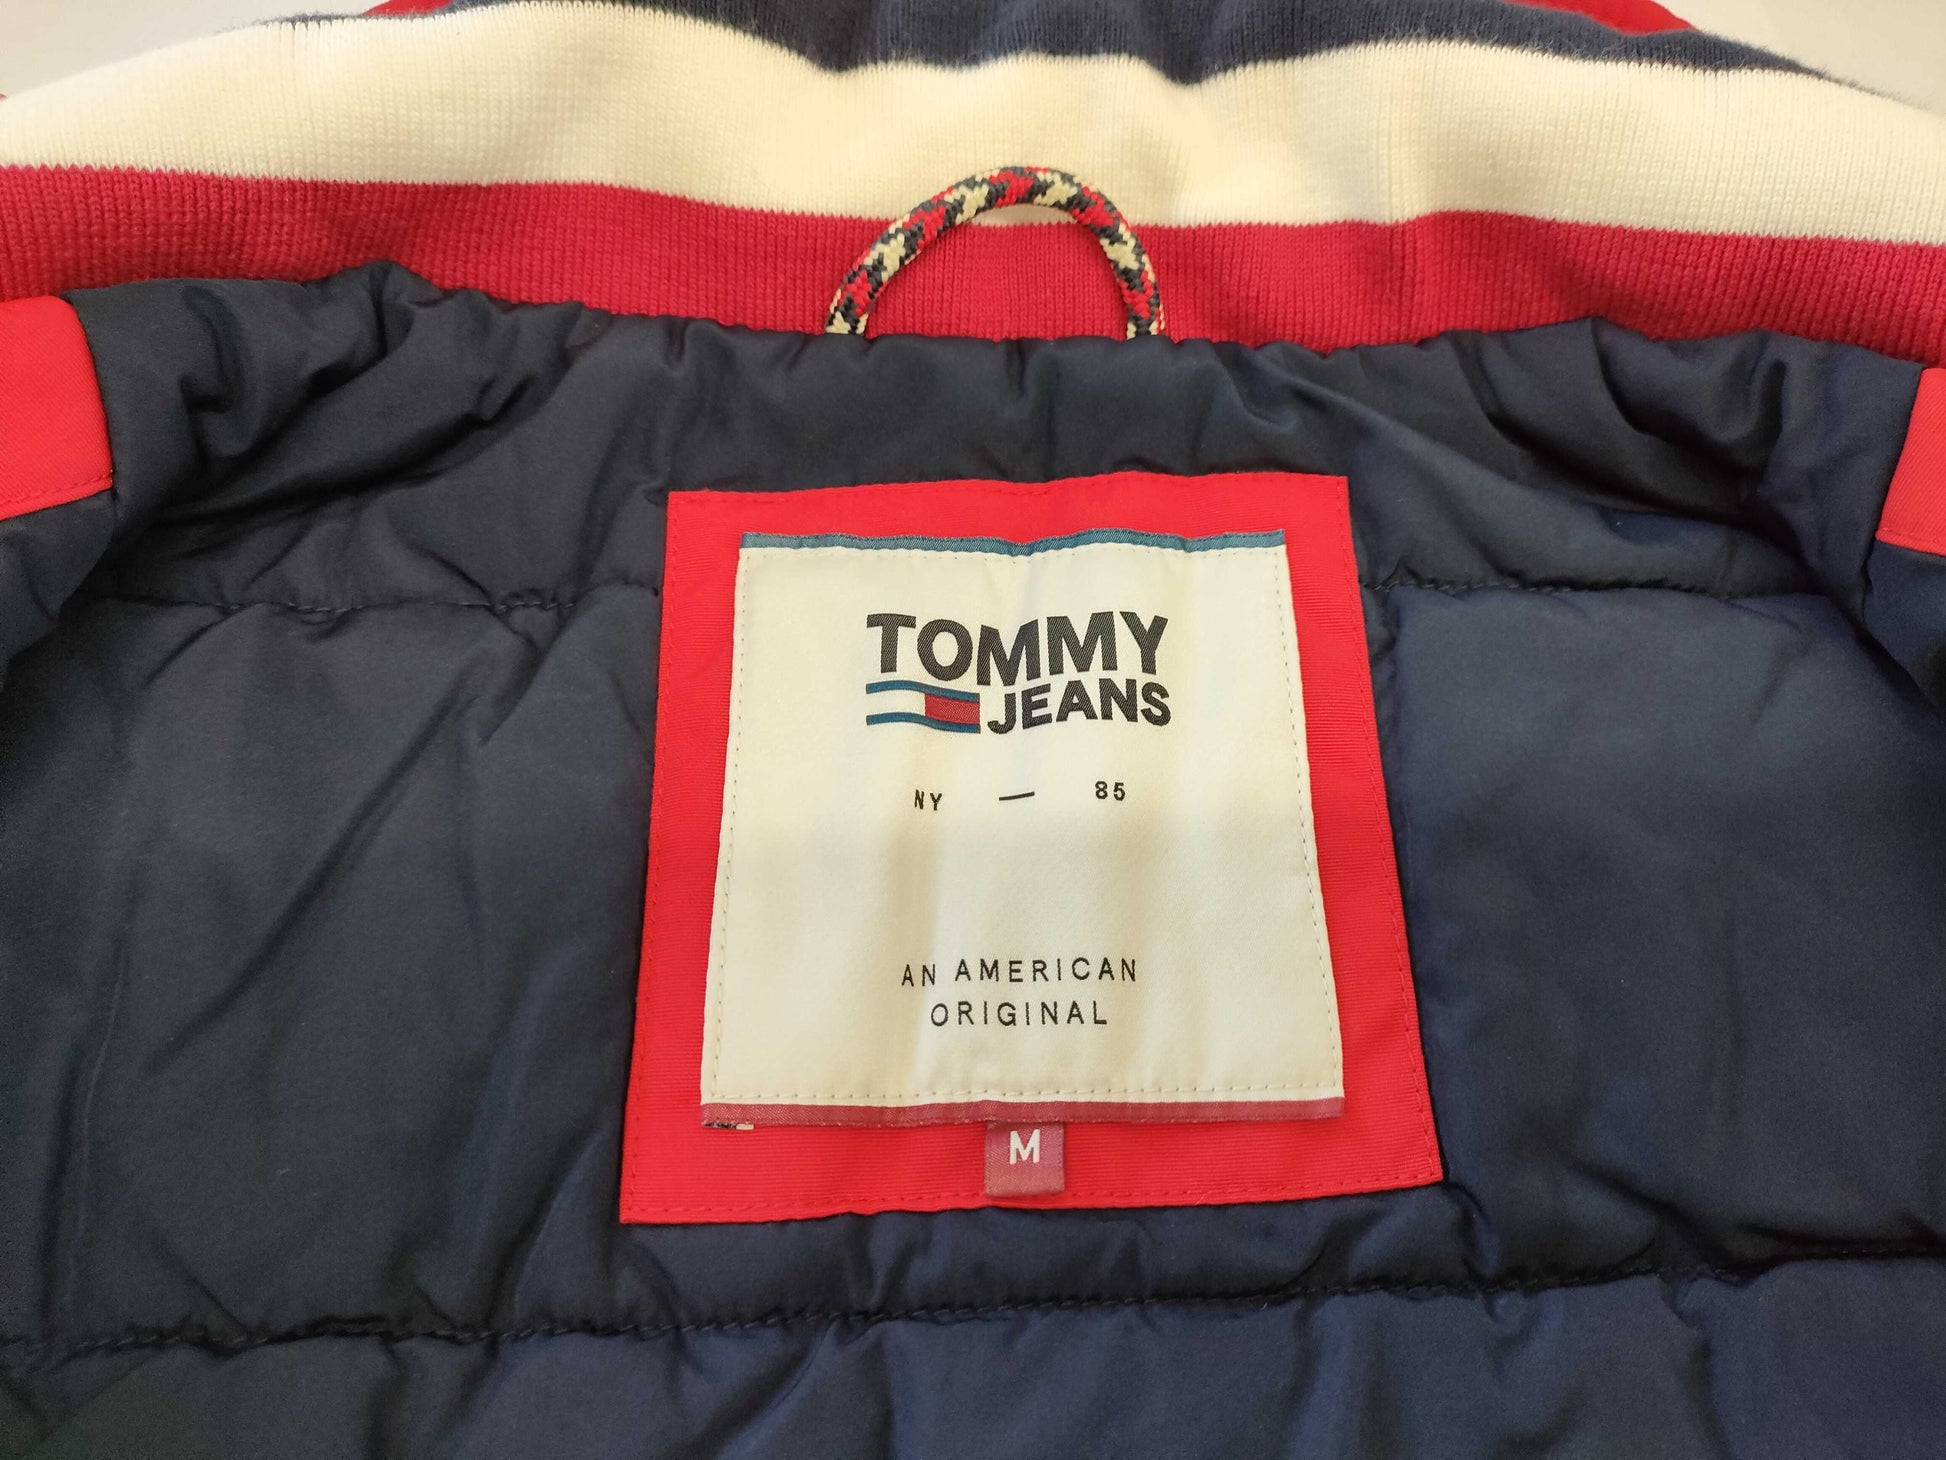 TOMMY
JEANS
NY — 85
AN AMERICAN
ORIGINAL
M